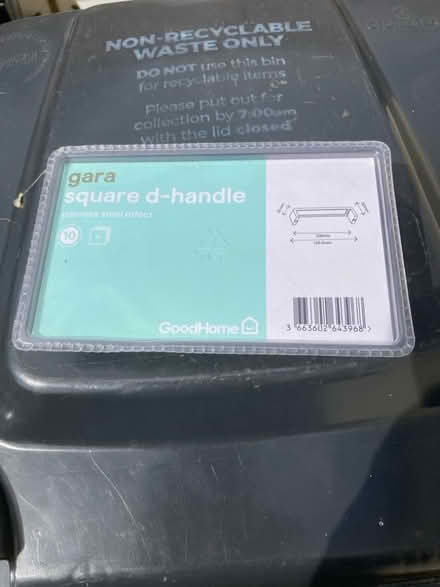 NON-RECYCLABLE
WASTE ONLY
DO NOT use this bin
for recyclable items
Please put out for
collection by 7:00am
with the lid closed
gara
square d-handle
stainless steel effect
10
GoodHome
3 663602 643968 >